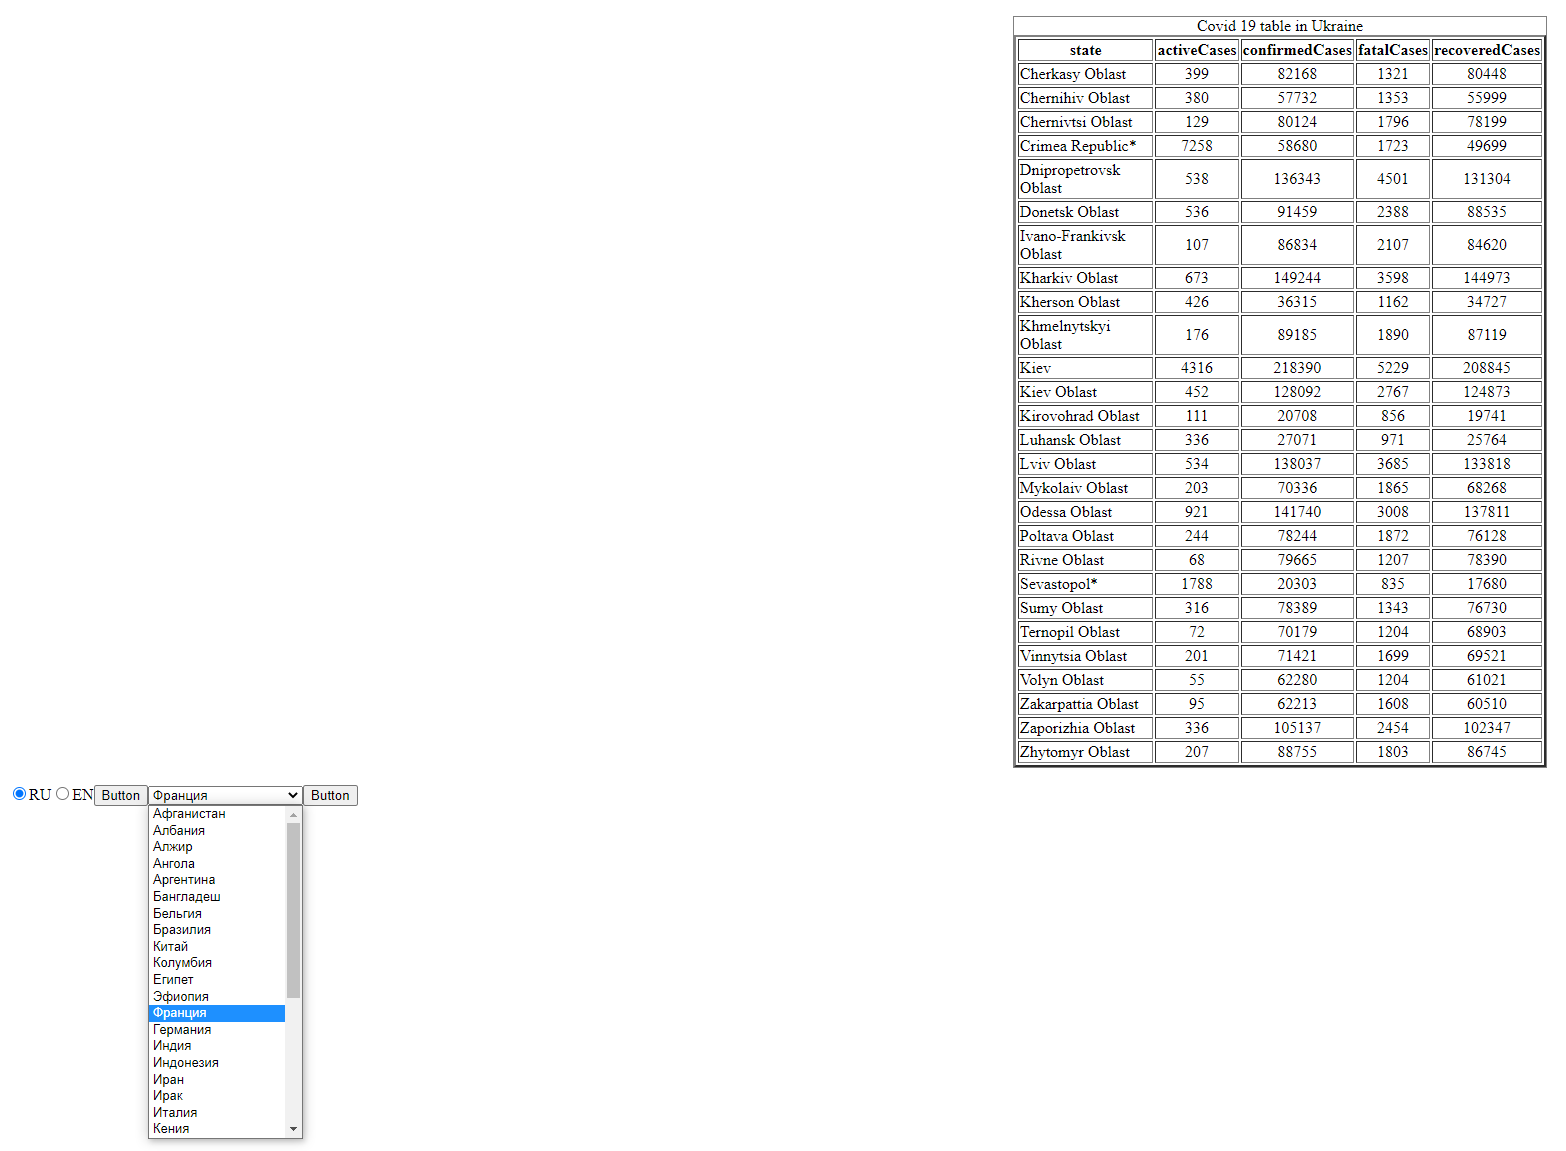 Covid 19 table in Ukraine
state activeCases confirmedCases fatalCases recoveredCases
Cherkasy Oblast 399 82168 1321 80448
Chernihiv Oblast 380 57732 1353 55999
Chernivtsi Oblast 129 80124 1796 78199
Crimea Republic* 7258 58680 1723 49699
Dnipropetrovsk
Oblast 538 136343 4501 131304
Donetsk Oblast 536 91459 2388 88535
Ivano-Frankivsk
Oblast 107 86834 2107 84620
Kharkiv Oblast 673 149244 3598 144973
Kherson Oblast 426 36315 1162 34727
Khmelnytskyi
Oblast 176 89185 1890 87119
Kiev 4316 218390 5229 208845
Kiev Oblast 452 128092 2767 124873
Kirovohrad Oblast 111 20708 856 19741
Luhansk Oblast 336 27071 971 25764
Lviv Oblast 534 138037 3685 133818
Mykolaiv Oblast 203 70336 1865 68268
Odessa Oblast 921 141740 3008 137811
Poltava Oblast 244 78244 1872 76128
Rivne Oblast 68 79665 1207 78390
Sevastopol* 1788 20303 835 17680
Sumy Oblast 316 78389 1343 76730
Ternopil Oblast 72 70179 1204 68903
Vinnytsia Oblast 201 71421 1699 69521
Volyn Oblast 55 62280 1204 61021
Zakarpattia Oblast 95 62213 1608 60510
Zaporizhia Oblast 336 105137 2454 102347
Zhytomyr Oblast 207 88755 1803 86745
RU EN Button Франция Button
Афганистан
Албания
Алжир
Ангола
Аргентина
Бангладеш
Бельгия
Бразилия
Китай
Колумбия
Египет
Эфиопия
Франция
Германия
Индия
Индонезия
Иран
Ирак
Италия
Кения